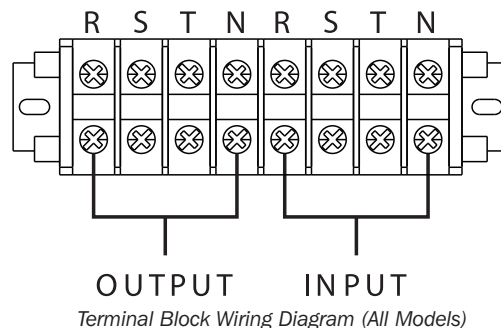 R S T N R S T N
OUTPUT INPUT
Terminal Block Wiring Diagram (All Models)